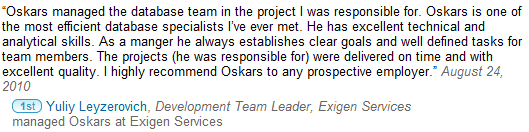 “Oskars managed the database team in the project I was responsible for. Oskars is one of
the most efficient database specialists I've ever met. He has excellent technical and
analytical skills. As a manger he always establishes clear goals and well defined tasks for
team members. The projects (he was responsible for) were delivered on time and with
excellent quality. I highly recommend Oskars to any prospective employer.” August 24,
2010
1st Yuliy Leyzerovich, Development Team Leader, Exigen Services
managed Oskars at Exigen Services